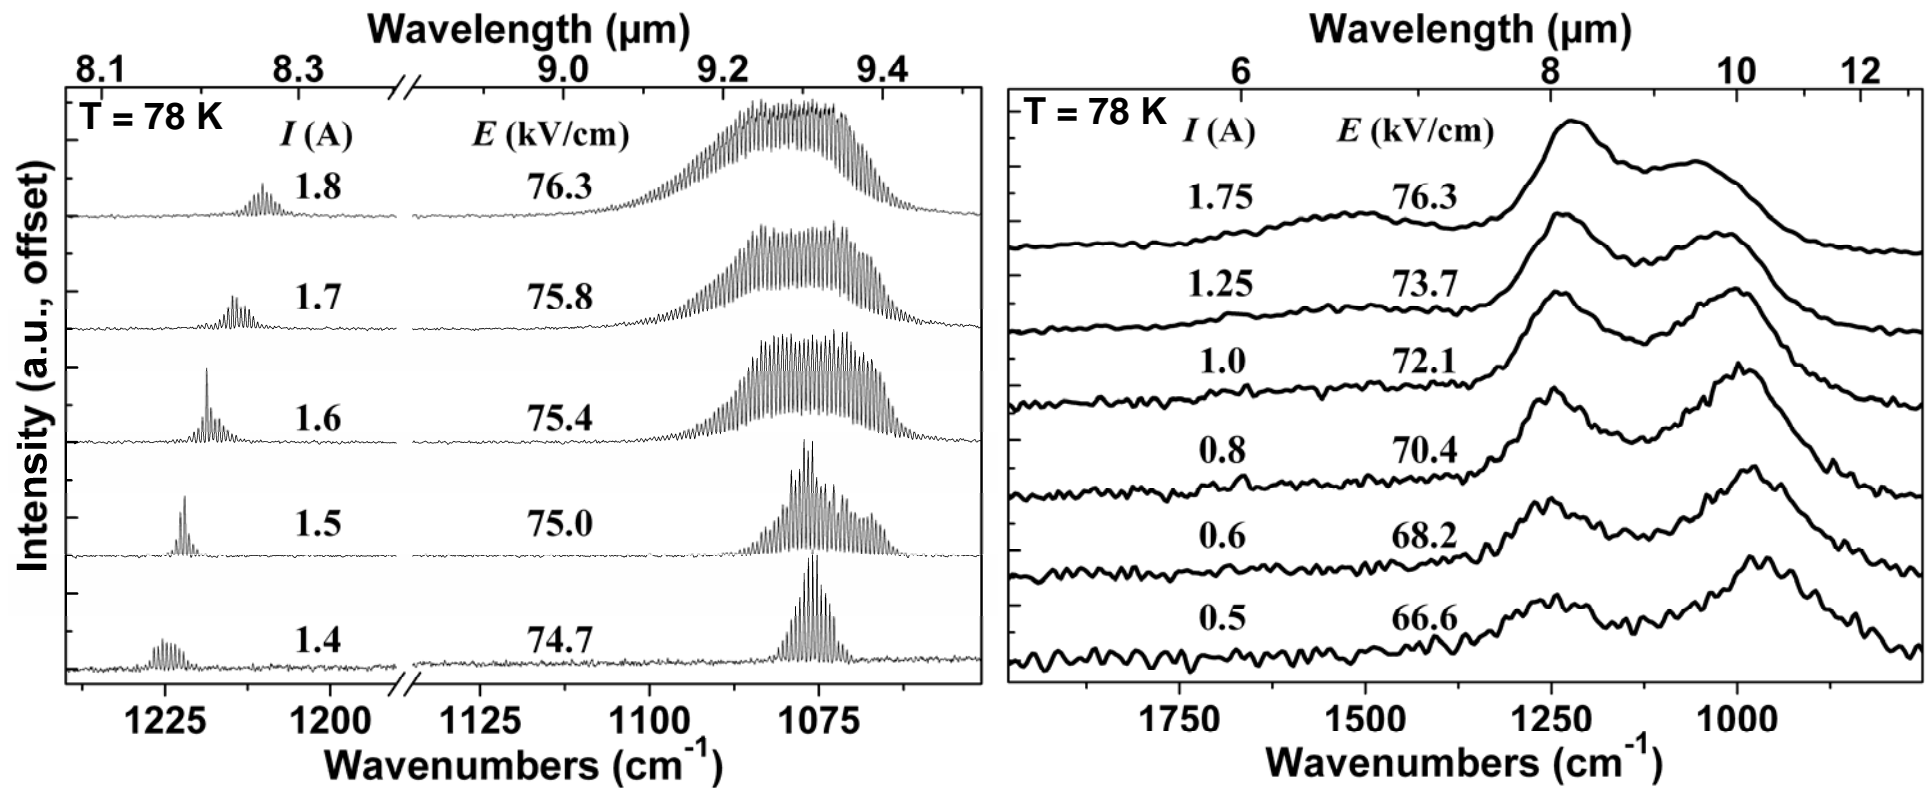 Wavelength (µm)
8.1 8.3 9.0 9.2 9.4
T = 78 K
I (A) E (kV/cm)
1.8 76.3
1.7 75.8
1.6 75.4
1.5 75.0
1.4 74.7
Intensity (a.u., offset)
1225 1200 1125 1100 1075
Wavenumbers (cm-1)
Wavelength (µm)
6 8 10 12
T = 78 K
I (A) E (kV/cm)
1.75 76.3
1.25 73.7
1.0 72.1
0.8 70.4
0.6 68.2
0.5 66.6
1750 1500 1250 1000
Wavenumbers (cm-1)